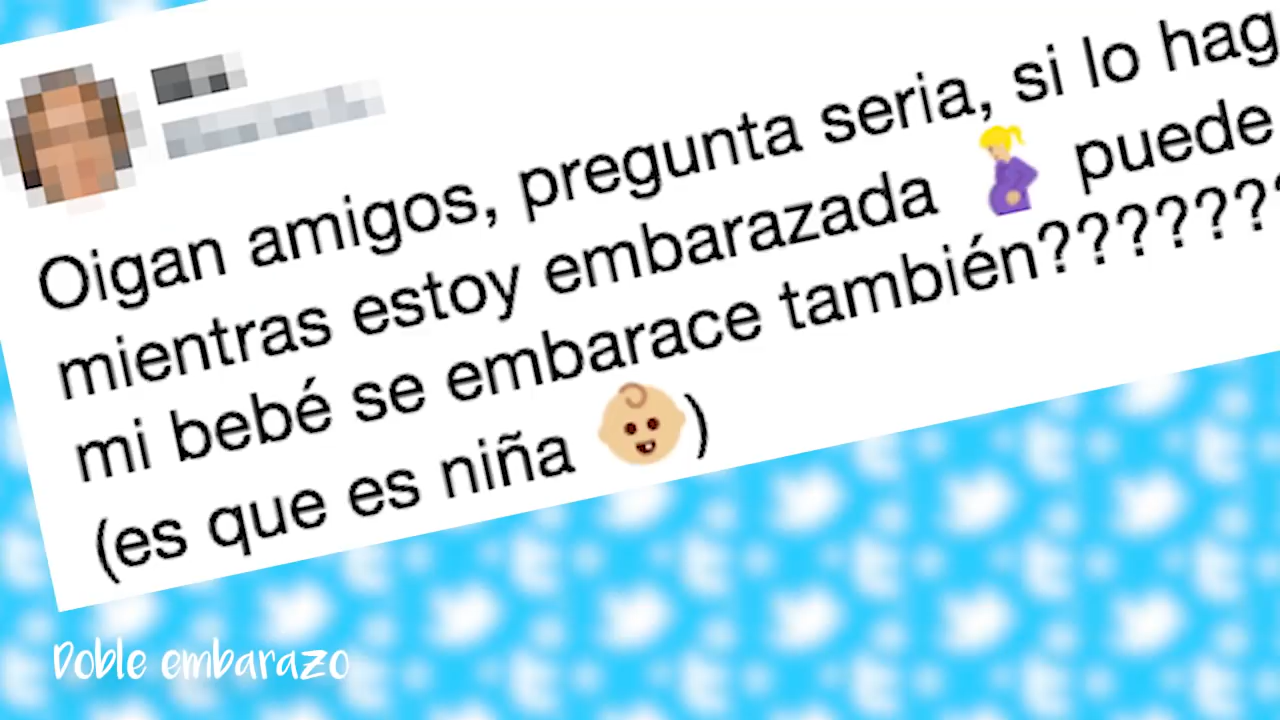 Oigan amigos, pregunta seria, si lo hag
mientras estoy embarazada 🤰🏼 puede
mi bebé se embarace también???????
(es que es niña 👶🏼)
Doble embarazo